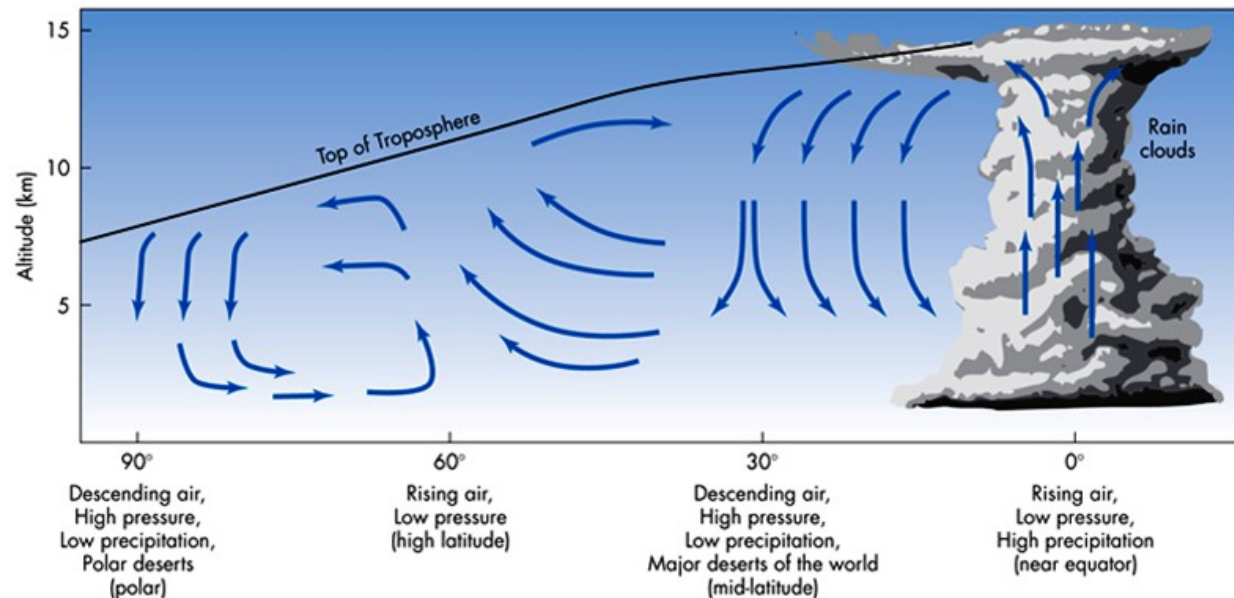 15
Top of Troposphere
Rain
clouds
10
Altitude (km)
5
90°
60°
30°
0°
Descending air,
High pressure,
Low precipitation,
Polar deserts
(polar)
Rising air,
Low pressure
(high latitude)
Descending air,
High pressure,
Low precipitation,
Major deserts of the world
(mid-latitude)
Rising air,
Low pressure,
High precipitation
(near equator)